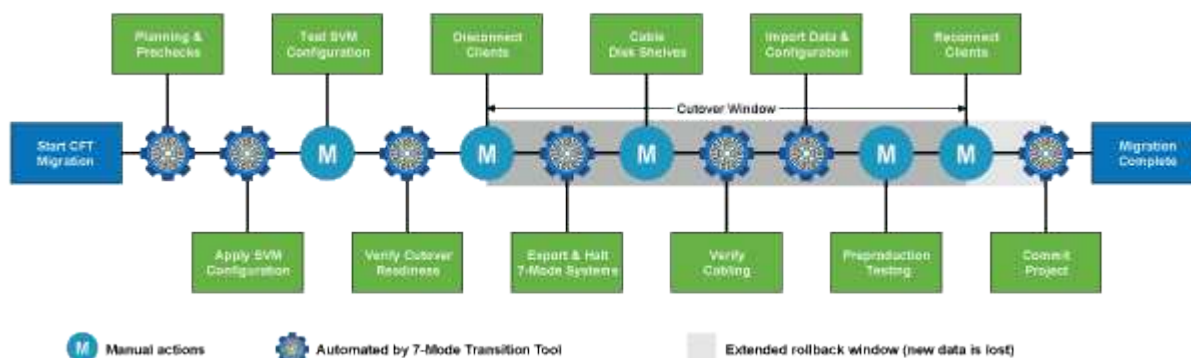 Planning &
Prechecks
Test SVM
Configuration
Disconnect
Clients
Cable
Disk Shelves
Import Data &
Configuration
Reconnect
Clients
Cutover Window
Start CFT
Migration
M
M
M
M
M
Migration
Complete
Apply SVM
Configuration
Verify Cutover
Readiness
Export & Halt
7-Mode Systems
Verify
Cabling
Preproduction
Testing
Commit
Project
M Manual actions
Automated by 7-Mode Transition Tool
Extended rollback window (new data is lost)